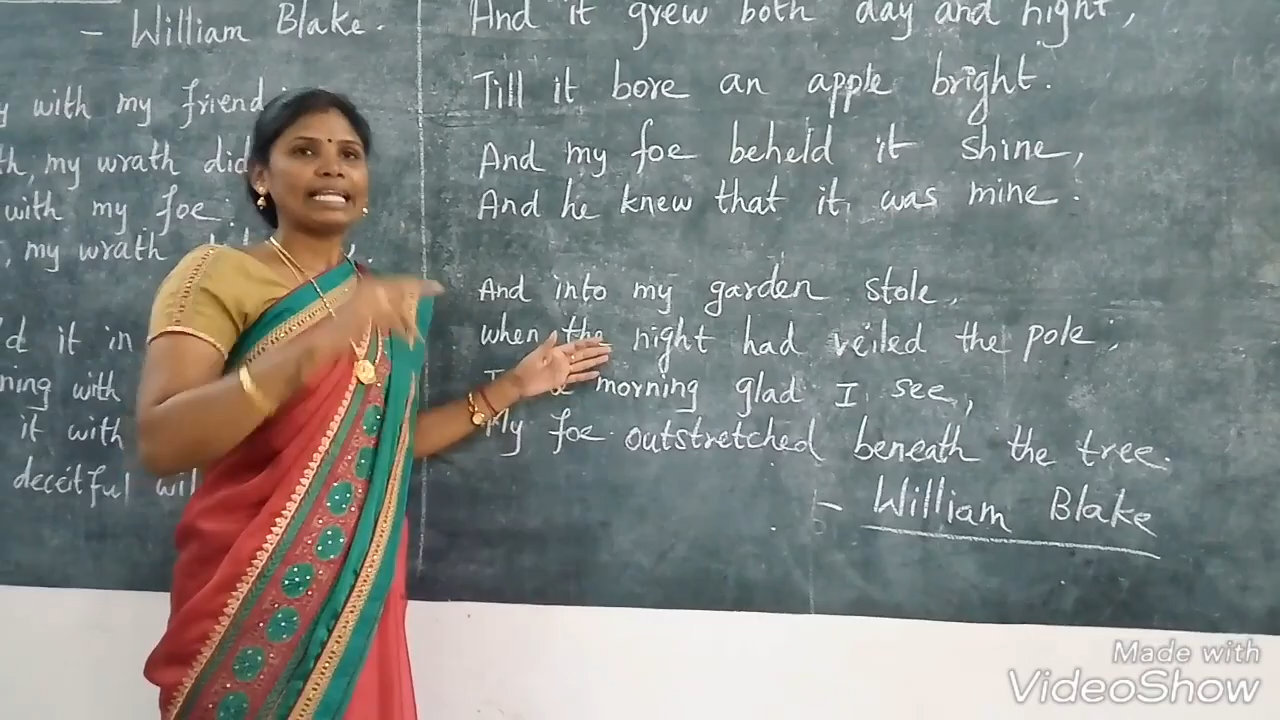 - William Blake.
with my friend
my wrath did
with my foe
my wrath
it in
with
it with
deceitful
And it grew both day and night,
Till it bore an apple bright.
And my foe beheld it shine,
And he knew that it was mine.
And into my garden stole,
when the night had veiled the pole;
morning glad I see,
My foe outstretched beneath the tree.
- William Blake
Made with
VideoShow